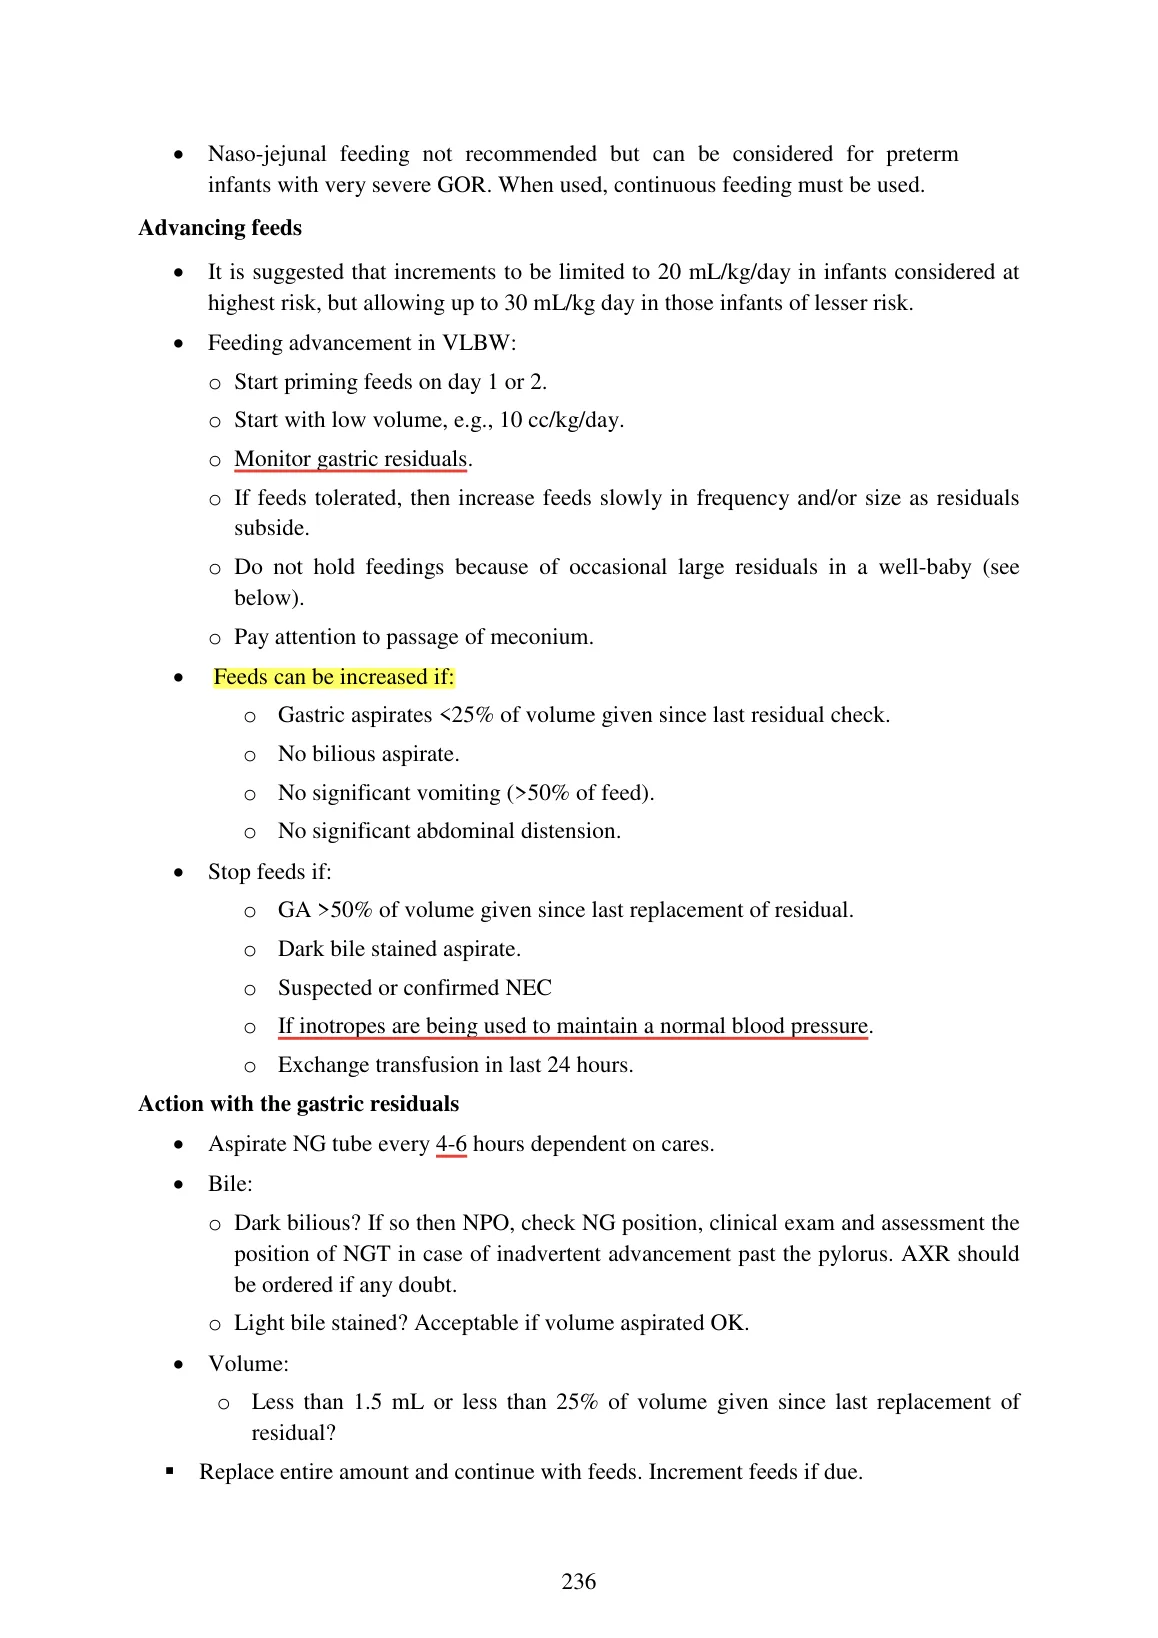 • Naso-jejunal feeding not recommended but can be considered for preterm
infants with very severe GOR. When used, continuous feeding must be used.
Advancing feeds
• It is suggested that increments to be limited to 20 mL/kg/day in infants considered at
highest risk, but allowing up to 30 mL/kg day in those infants of lesser risk.
• Feeding advancement in VLBW:
o Start priming feeds on day 1 or 2.
o Start with low volume, e.g., 10 cc/kg/day.
o Monitor gastric residuals.
o If feeds tolerated, then increase feeds slowly in frequency and/or size as residuals
subside.
o Do not hold feedings because of occasional large residuals in a well-baby (see
below).
o Pay attention to passage of meconium.
• Feeds can be increased if:
o Gastric aspirates <25% of volume given since last residual check.
o No bilious aspirate.
o No significant vomiting (>50% of feed).
o No significant abdominal distension.
• Stop feeds if:
o GA >50% of volume given since last replacement of residual.
o Dark bile stained aspirate.
o Suspected or confirmed NEC
o If inotropes are being used to maintain a normal blood pressure.
o Exchange transfusion in last 24 hours.
Action with the gastric residuals
• Aspirate NG tube every 4-6 hours dependent on cares.
• Bile:
o Dark bilious? If so then NPO, check NG position, clinical exam and assessment the
position of NGT in case of inadvertent advancement past the pylorus. AXR should
be ordered if any doubt.
o Light bile stained? Acceptable if volume aspirated OK.
• Volume:
o Less than 1.5 mL or less than 25% of volume given since last replacement of
residual?
▪ Replace entire amount and continue with feeds. Increment feeds if due.
236